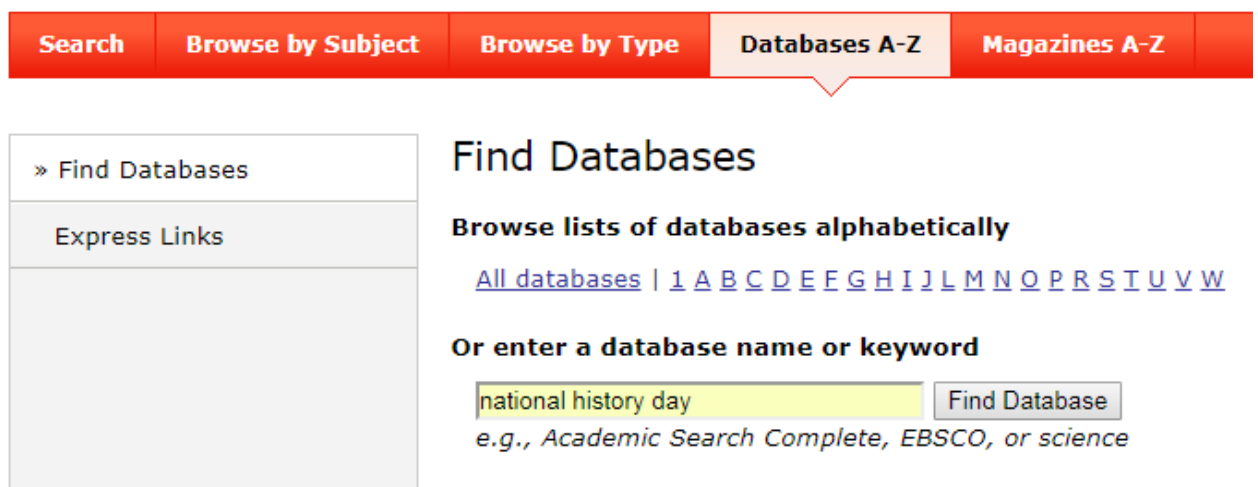 Search Browse by Subject Browse by Type Databases A-Z Magazines A-Z
» Find Databases
Express Links
Find Databases
Browse lists of databases alphabetically
All databases | 1 A B C D E F G H I J L M N O P R S T U V W
Or enter a database name or keyword
national history day Find Database
e.g., Academic Search Complete, EBSCO, or science